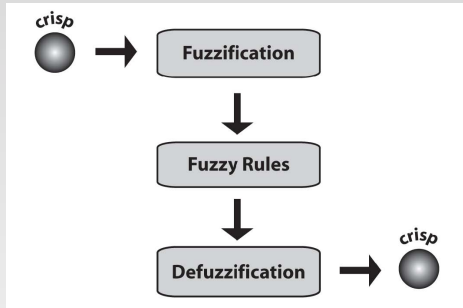 crisp
Fuzzification
Fuzzy Rules
Defuzzification
crisp